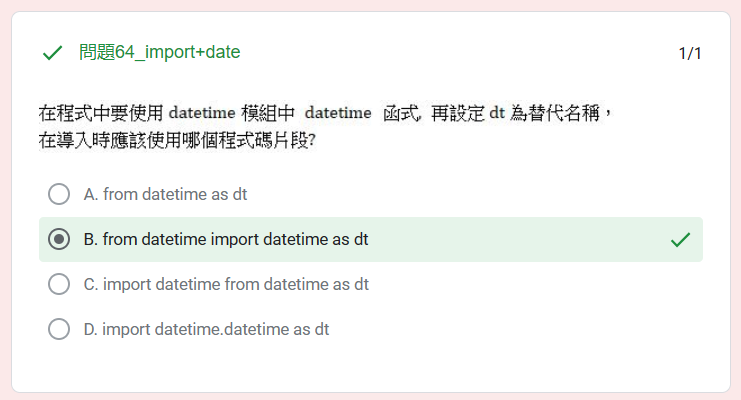 問題64_import+date
1/1
在程式中要使用 datetime 模組中 datetime 函式, 再設定 dt 為替代名稱，
在導入時應該使用哪個程式碼片段?
A. from datetime as dt
B. from datetime import datetime as dt
C. import datetime from datetime as dt
D. import datetime.datetime as dt